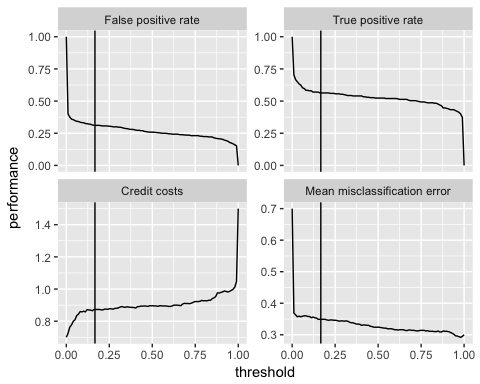 False positive rate
True positive rate
1.00
0.75
0.50
0.25
0.00
1.00
0.75
0.50
0.25
0.00
performance
Credit costs
Mean misclassification error
1.4
1.2
1.0
0.8
0.7
0.6
0.5
0.4
0.3
0.00 0.25 0.50 0.75 1.00
0.00 0.25 0.50 0.75 1.00
threshold